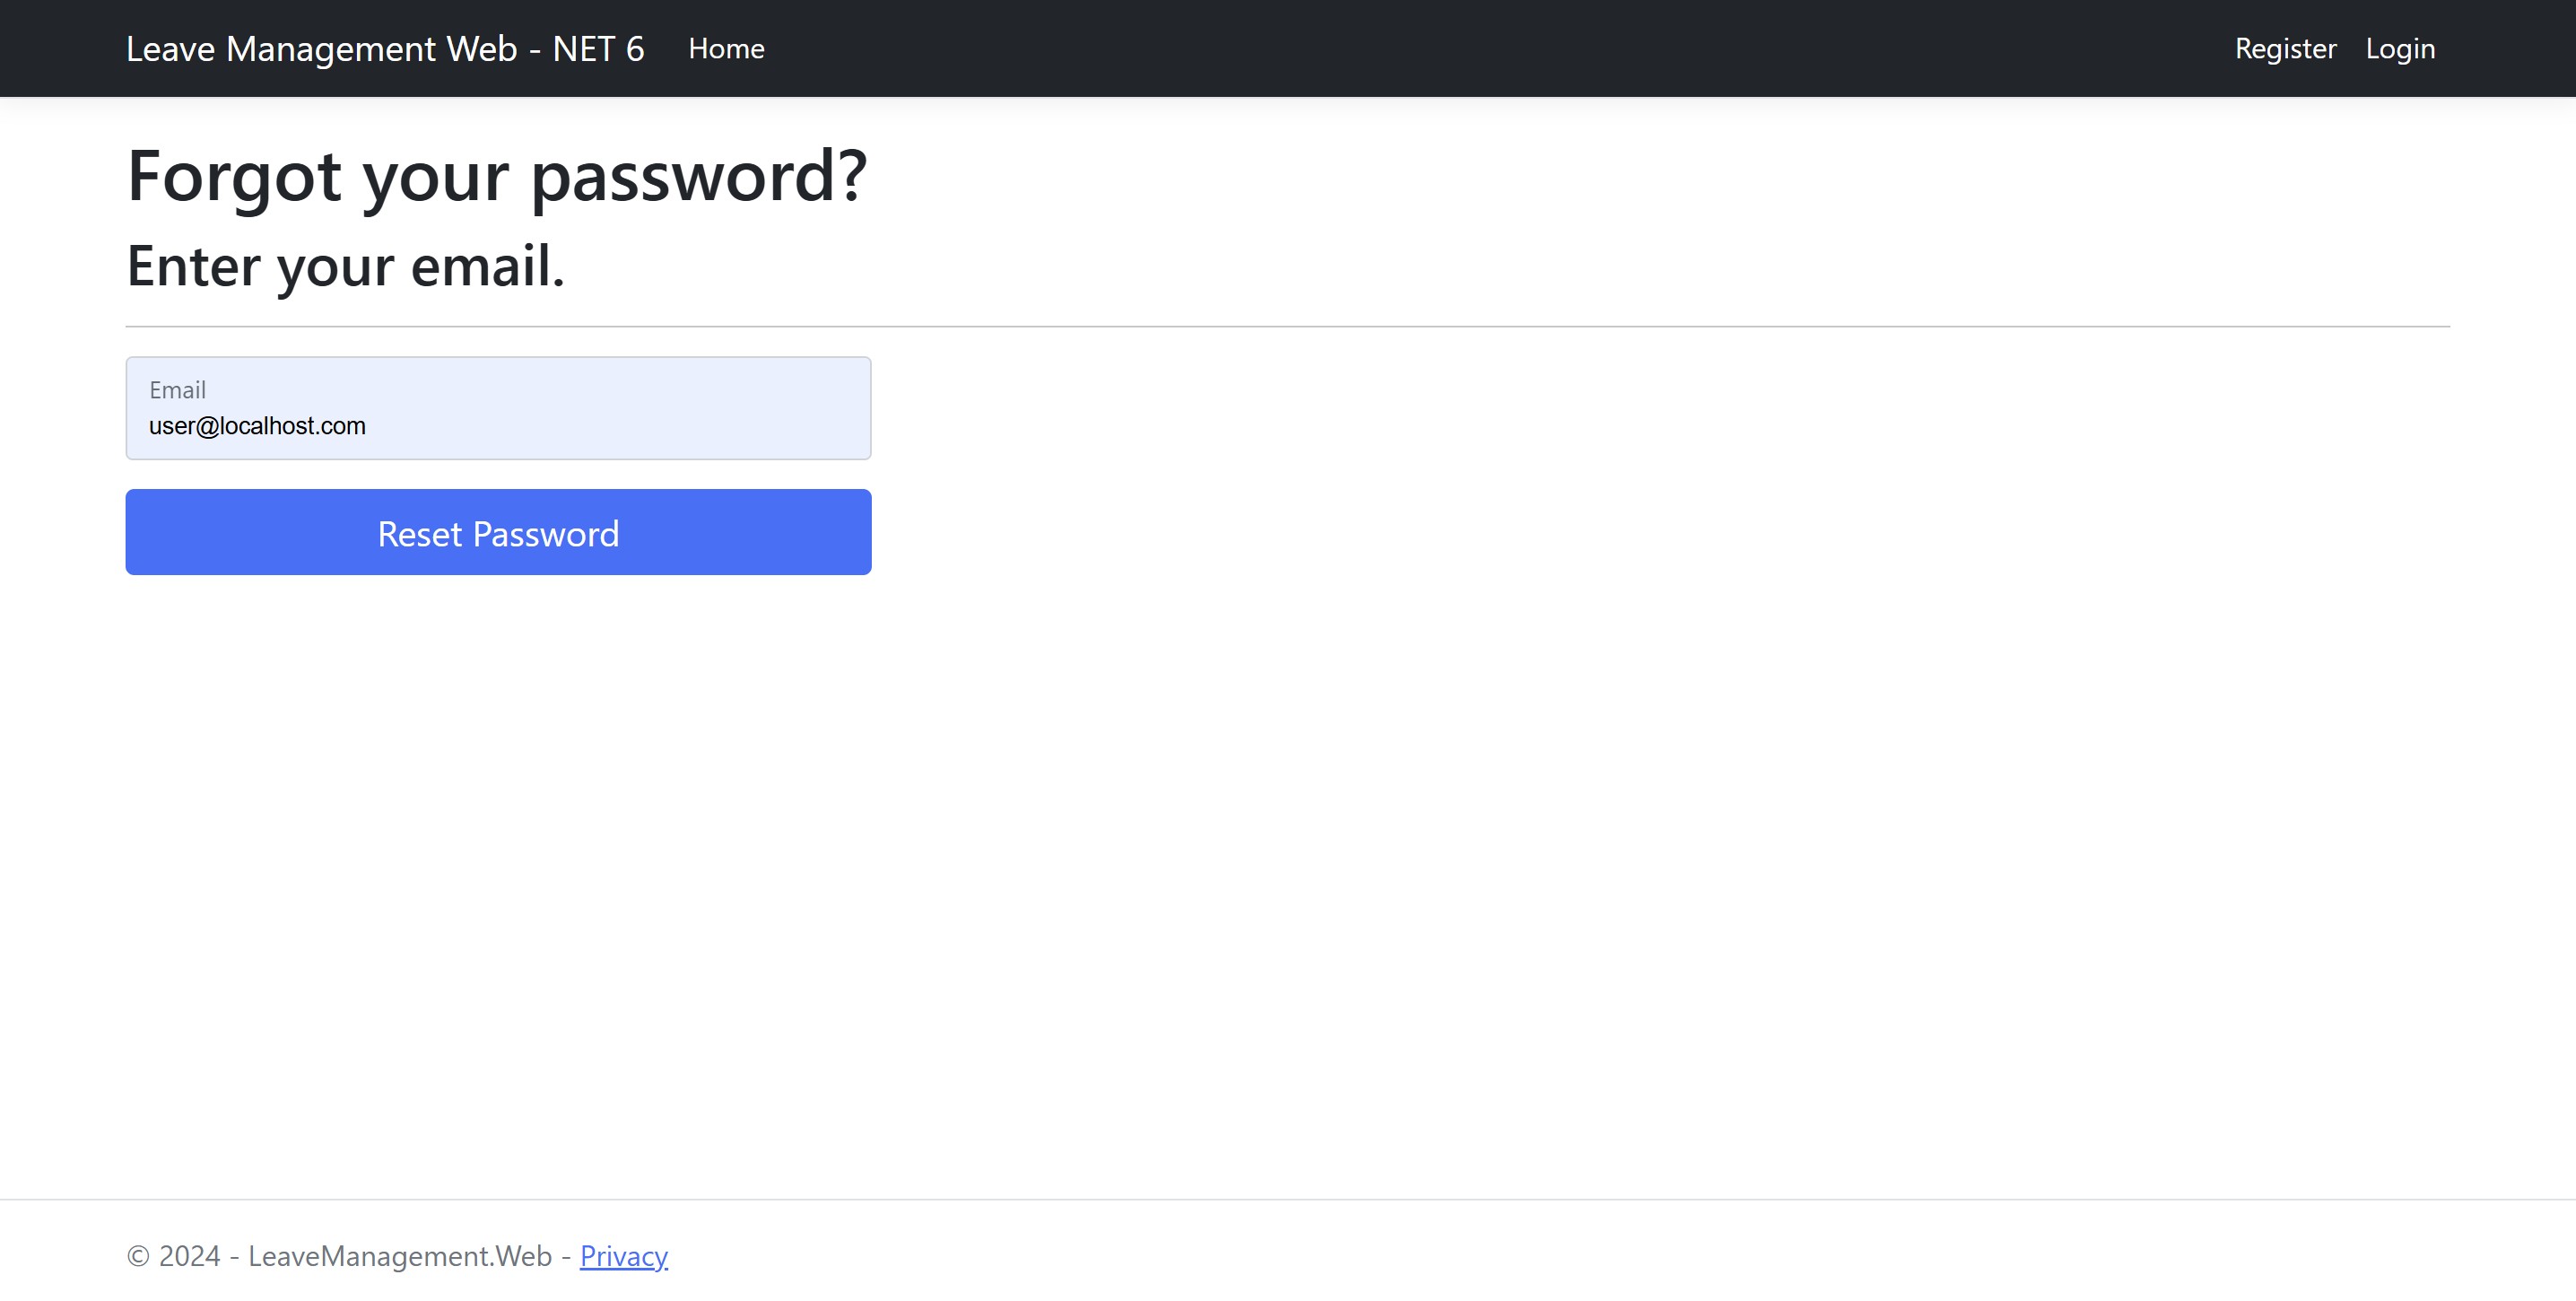 Leave Management Web - NET 6 Home Register Login
Forgot your password?
Enter your email.
Email
user@localhost.com
Reset Password
© 2024 - LeaveManagement.Web - Privacy